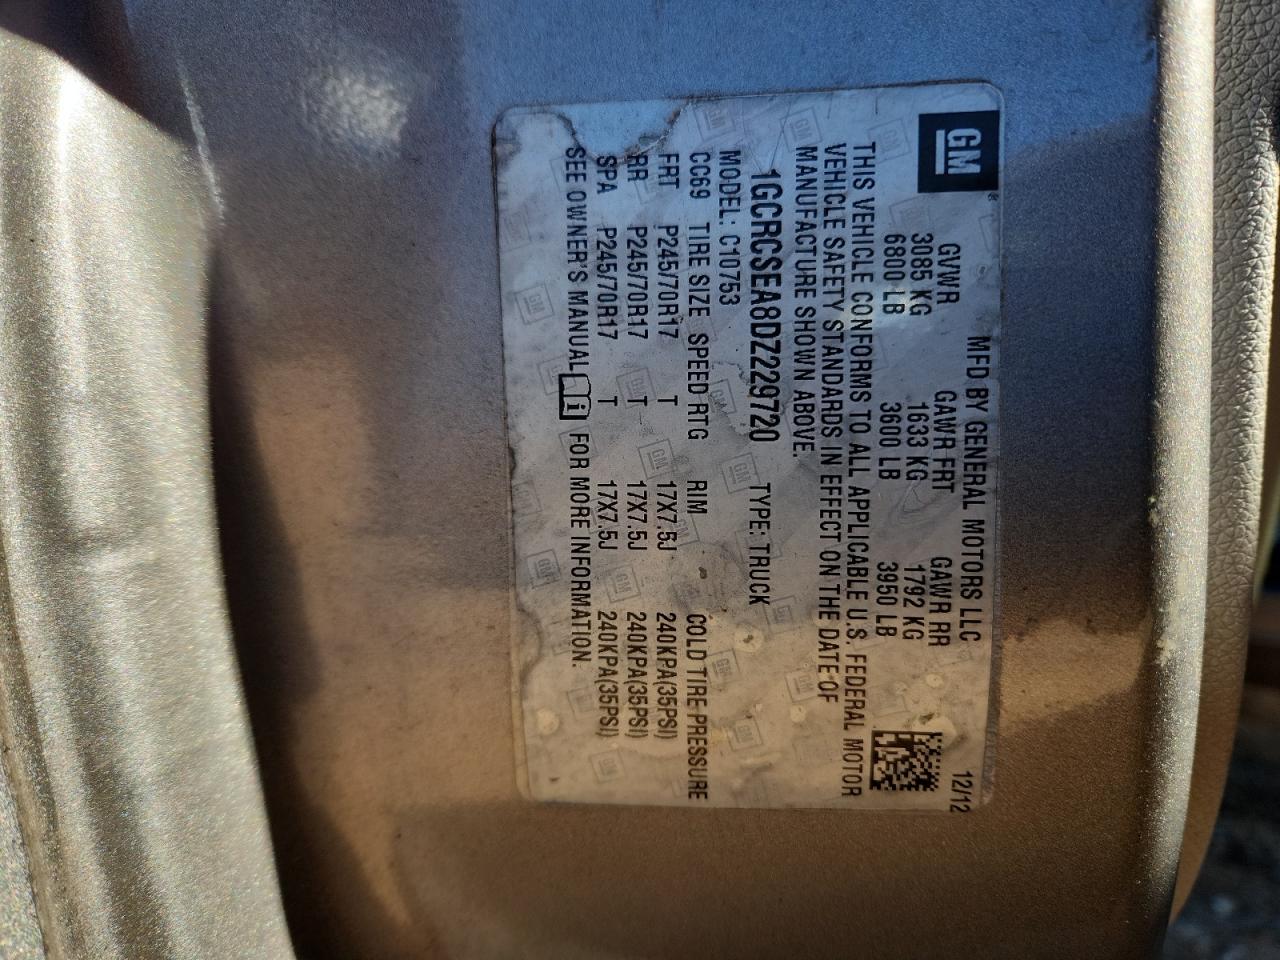 GM
MFD BY GENERAL MOTORS LLC 12/12
GVWR GAWR FRT GAWR RR
3085 KG 1633 KG 1792 KG
6800 LB 3600 LB 3950 LB
THIS VEHICLE CONFORMS TO ALL APPLICABLE U.S. FEDERAL MOTOR
VEHICLE SAFETY STANDARDS IN EFFECT ON THE DATE OF
MANUFACTURE SHOWN ABOVE.
1GCRCSEA8DZ229720 TYPE: TRUCK
MODEL: C10753
CC69 TIRE SIZE SPEED RTG RIM COLD TIRE PRESSURE
FRT P245/70R17 T 17X7.5J 240KPA(35PSI)
RR P245/70R17 T 17X7.5J 240KPA(35PSI)
SPA P245/70R17 T 17X7.5J 240KPA(35PSI)
SEE OWNER'S MANUAL FOR MORE INFORMATION.